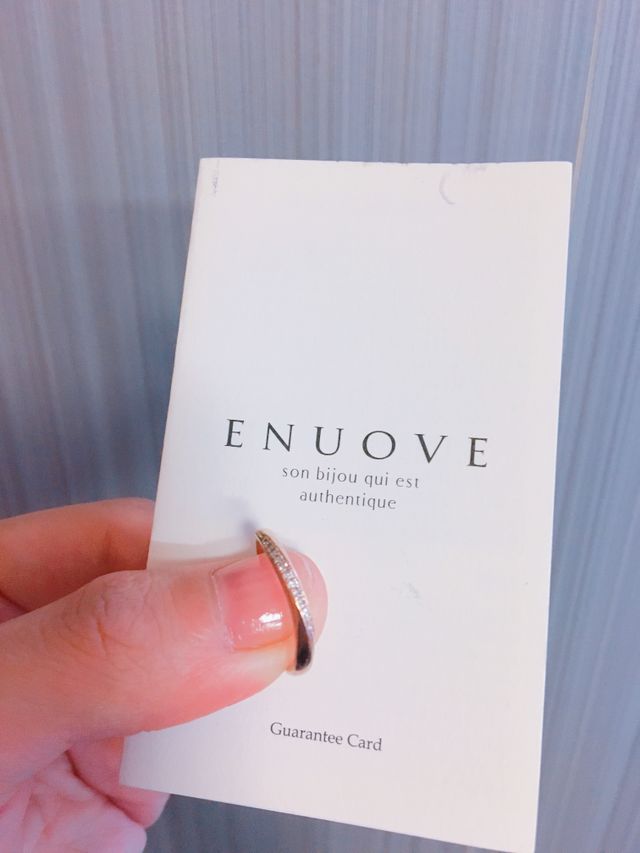 ENUOVE
son bijou qui est
authentique
Guarantee Card